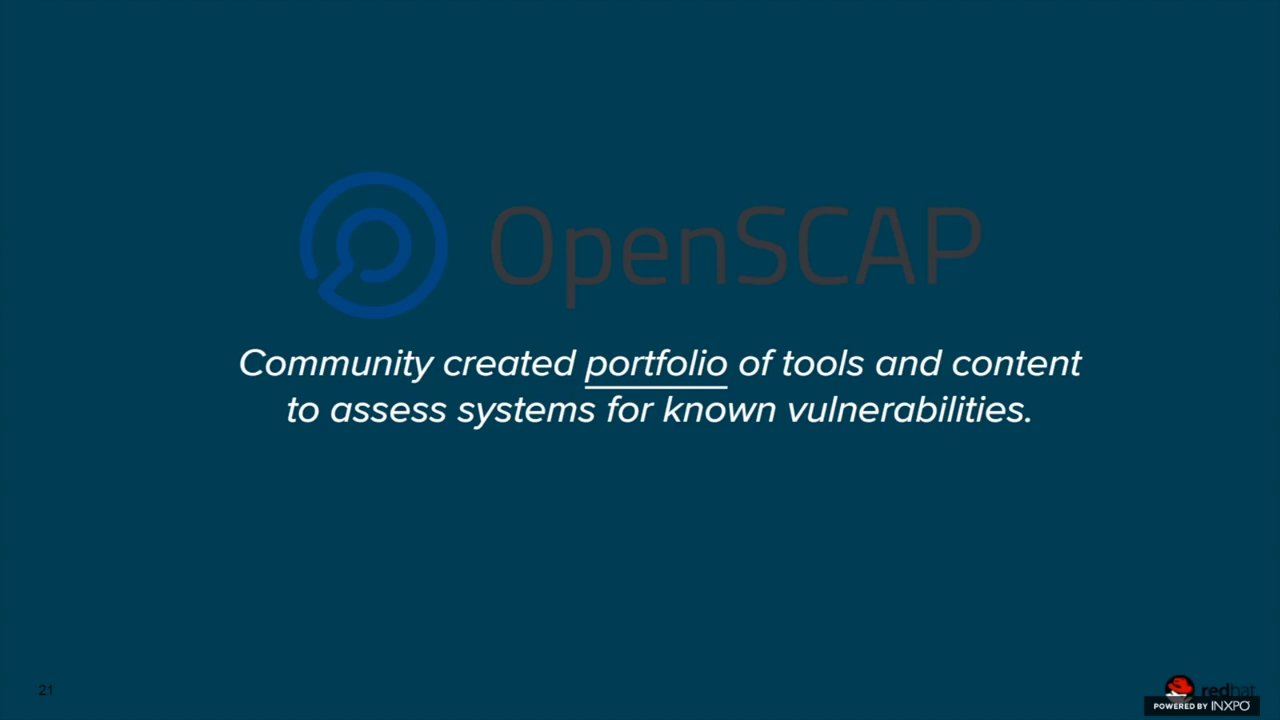 OpenSCAP
Community created portfolio of tools and content
to assess systems for known vulnerabilities.
21
redhat
POWERED BY INXPO